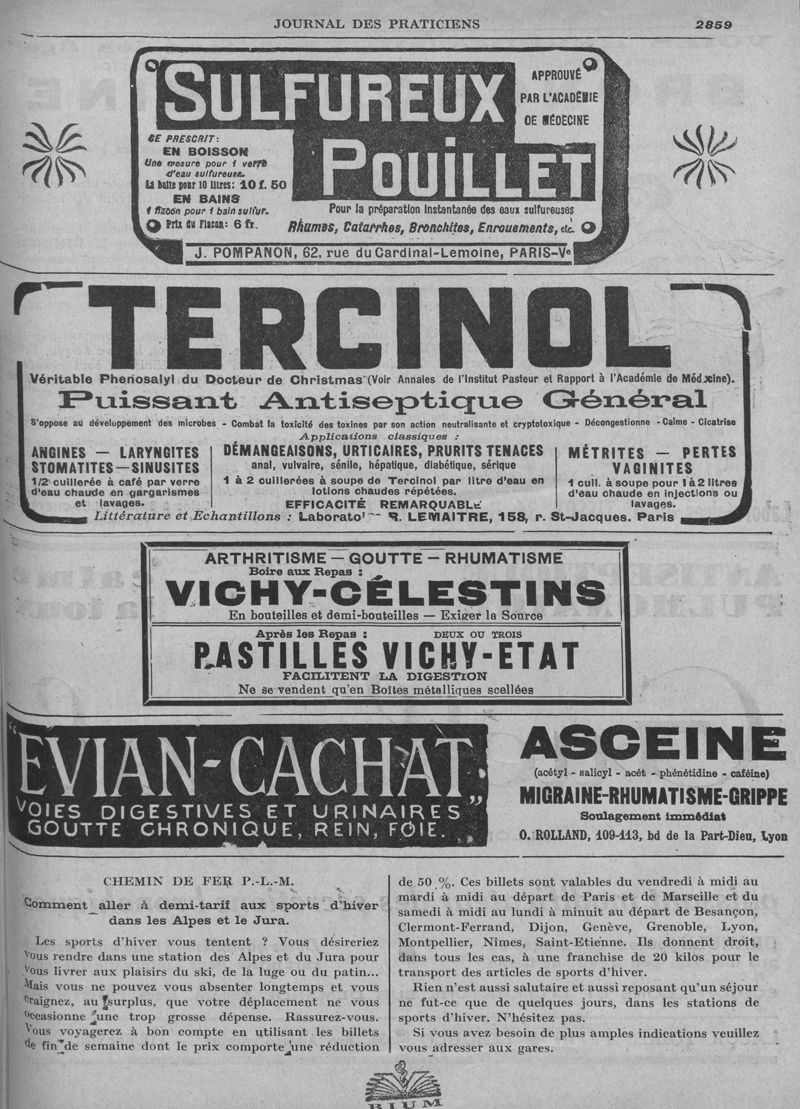 JOURNAL DES PRATICIENS 2859
SULFUREUX
POUILLET
APPROUVÉ
PAR L'ACADÉMIE
DE MÉDECINE
SE PRESCRIT:
EN BOISSON
Une mesure pour 1 verre
d'eau sulfureuse.
La boîte pour 10 litres: 10 f. 50
EN BAINS
1 flacon pour 1 bain sulfur.
Prix du Flacon: 6 fr.
Pour la préparation instantanée des eaux sulfureuses
Rhumes, Catarrhes, Bronchites, Enrouements, etc.
J. POMPANON, 62, rue du Cardinal-Lemoine, PARIS-Ve
TERCINOL
Véritable Phenosalyl du Docteur de Christmas (Voir Annales de l'Institut Pasteur et Rapport à l'Académie de Médecine).
Puissant Antiseptique Général
S'oppose au développement des microbes - Combat la toxicité des toxines par son action neutralisante et cryptotoxique - Décongestionne - Calme - Cicatrise
Applications classiques :
ANGINES — LARYNGITES
STOMATITES — SINUSITES
1/2 cuillerée à café par verre
d'eau chaude en gargarismes
et lavages.
DÉMANGEAISONS, URTICAIRES, PRURITS TENACES
anal, vulvaire, sénile, hépatique, diabétique, sérique
1 à 2 cuillerées à soupe de Tercinol par litre d'eau en
lotions chaudes répétées.
EFFICACITÉ REMARQUABLE
MÉTRITES — PERTES
VAGINITES
1 cuil. à soupe pour 1 à 2 litres
d'eau chaude en injections ou
lavages.
Littérature et Echantillons : Laborato R. LEMAITRE, 158, r. St-Jacques. Paris
ARTHRITISME — GOUTTE — RHUMATISME
Boire aux Repas :
VICHY-CÉLESTINS
En bouteilles et demi-bouteilles — Exiger la Source
Après les Repas : DEUX OU TROIS
PASTILLES VICHY-ETAT
FACILITENT LA DIGESTION
Ne se vendent qu'en Boîtes métalliques scellées
"EVIAN-CACHAT"
VOIES DIGESTIVES ET URINAIRES
GOUTTE CHRONIQUE, REIN, FOIE.
ASCEINE
(acétyl - salicyl - acét - phénétidine - caféine)
MIGRAINE-RHUMATISME-GRIPPE
Soulagement immédiat
O. ROLLAND, 109-113, bd de la Part-Dieu, Lyon
CHEMIN DE FER P.-L.-M.
Comment aller à demi-tarif aux sports d'hiver
dans les Alpes et le Jura.
Les sports d'hiver vous tentent ? Vous désireriez
vous rendre dans une station des Alpes et du Jura pour
vous livrer aux plaisirs du ski, de la luge ou du patin...
Mais vous ne pouvez vous absenter longtemps et vous
craignez, au surplus, que votre déplacement ne vous
occasionne une trop grosse dépense. Rassurez-vous.
Vous voyagerez à bon compte en utilisant les billets
de fin de semaine dont le prix comporte une réduction
de 50 %. Ces billets sont valables du vendredi à midi au
mardi à midi au départ de Paris et de Marseille et du
samedi à midi au lundi à minuit au départ de Besançon,
Clermont-Ferrand, Dijon, Genève, Grenoble, Lyon,
Montpellier, Nîmes, Saint-Etienne. Ils donnent droit,
dans tous les cas, à une franchise de 20 kilos pour le
transport des articles de sports d'hiver.
Rien n'est aussi salutaire et aussi reposant qu'un séjour
ne fut-ce que de quelques jours, dans les stations de
sports d'hiver. N'hésitez pas.
Si vous avez besoin de plus amples indications veuillez
vous adresser aux gares.
BIUM